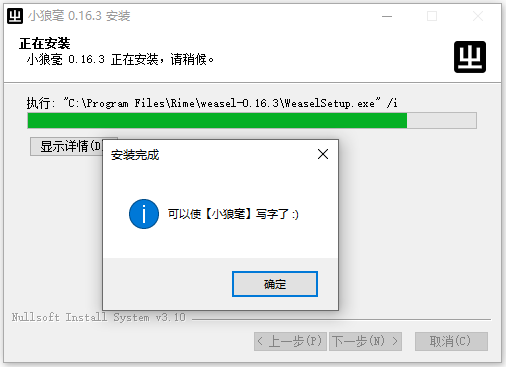 小狼毫 0.16.3 安装
正在安装
小狼毫 0.16.3 正在安装，请稍候。
执行: "C:\Program Files\Rime\weasel-0.16.3\WeaselSetup.exe" /i
显示详情(D
安装完成
可以使【小狼毫】写字了 :)
确定
Nullsoft Install System v3.10
< 上一步(P) 下一步(N) > 取消(C)